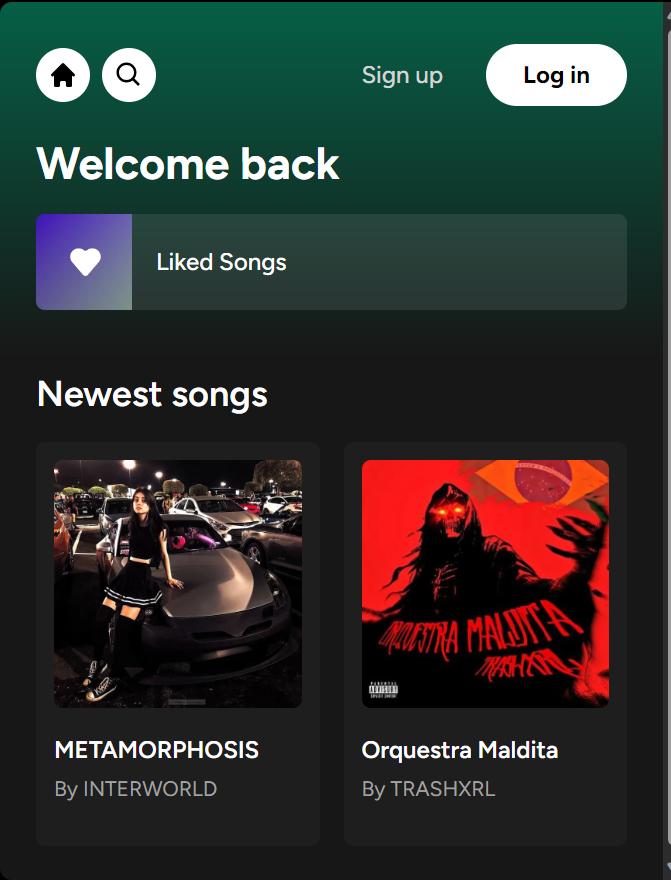 Sign up
Log in
Welcome back
Liked Songs
Newest songs
ORQUESTRA MALDITA
TRASHXRL
PARENTAL
ADVISORY
EXPLICIT CONTENT
METAMORPHOSIS
By INTERWORLD
Orquestra Maldita
By TRASHXRL